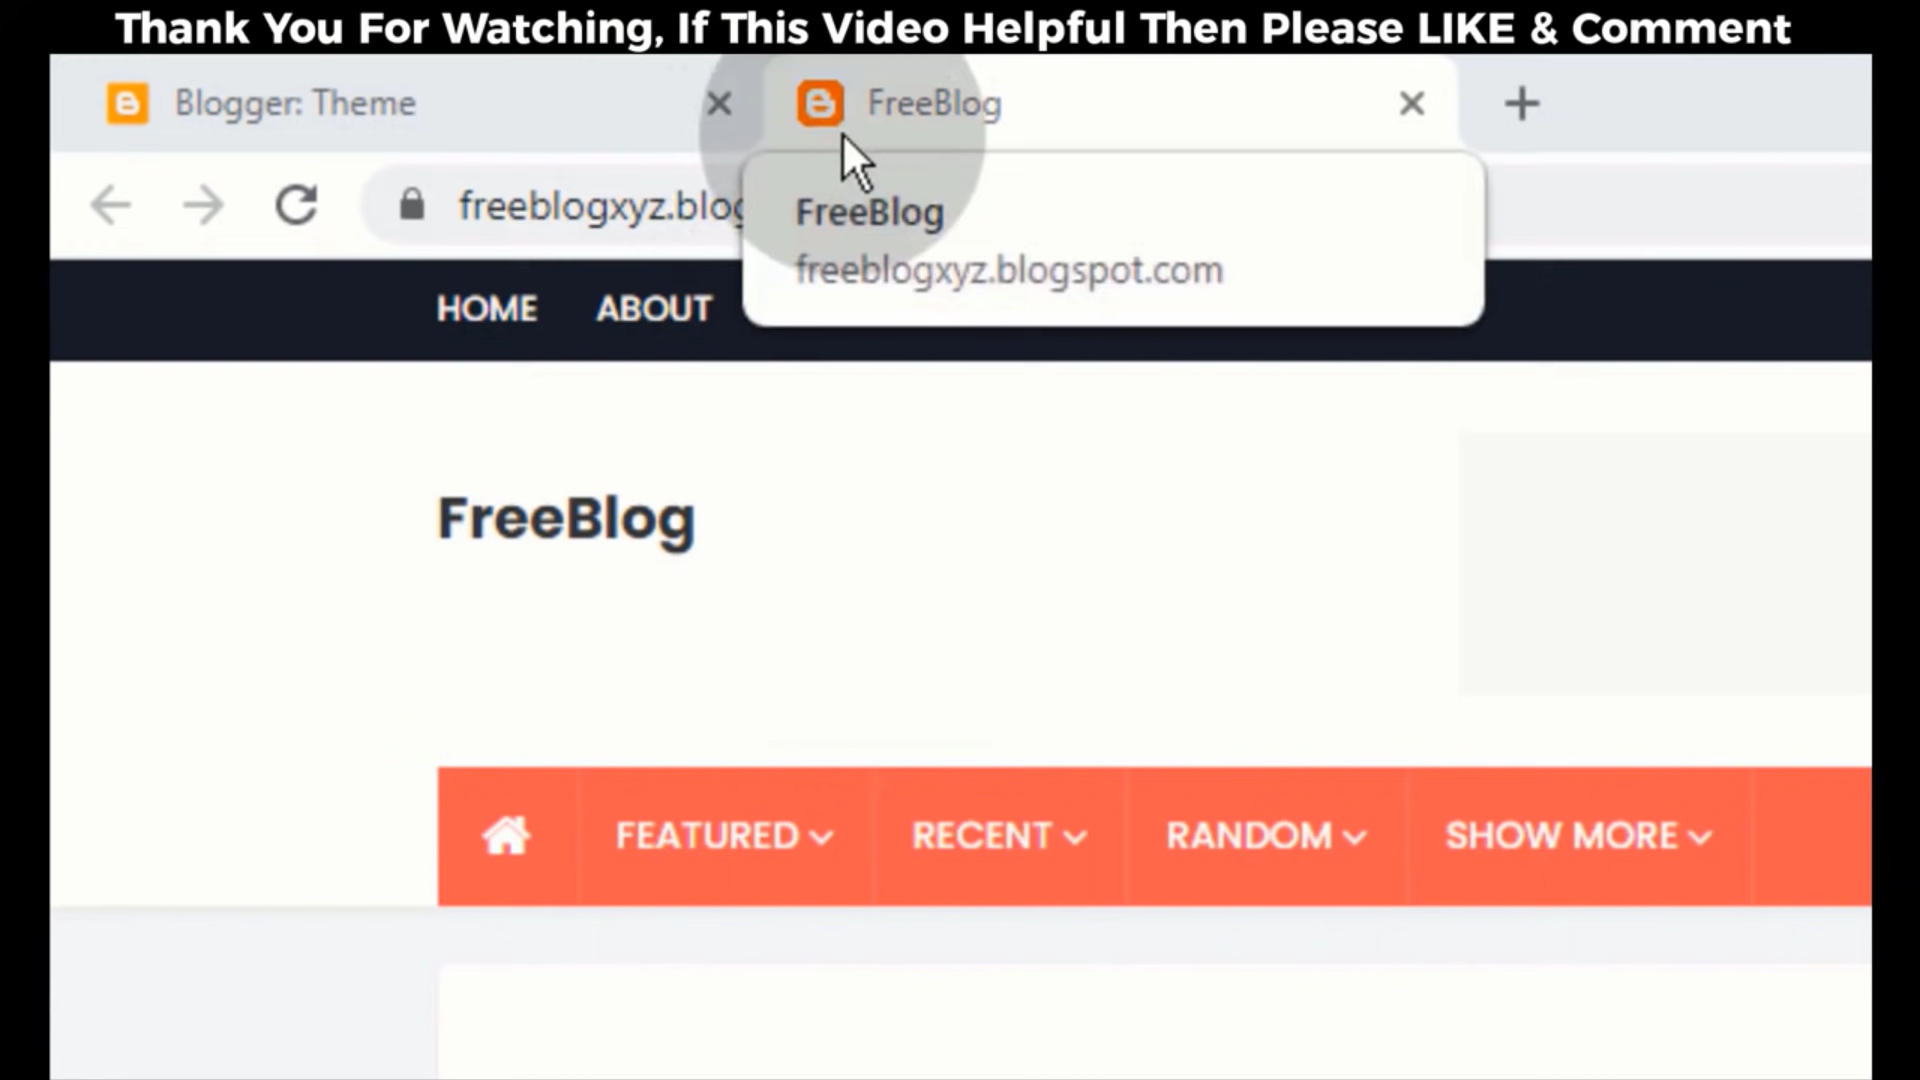 Thank You For Watching, If This Video Helpful Then Please LIKE & Comment
Blogger: Theme
FreeBlog
freeblogxyz.blog
FreeBlog
freeblogxyz.blogspot.com
HOME ABOUT
FreeBlog
FEATURED RECENT RANDOM SHOW MORE